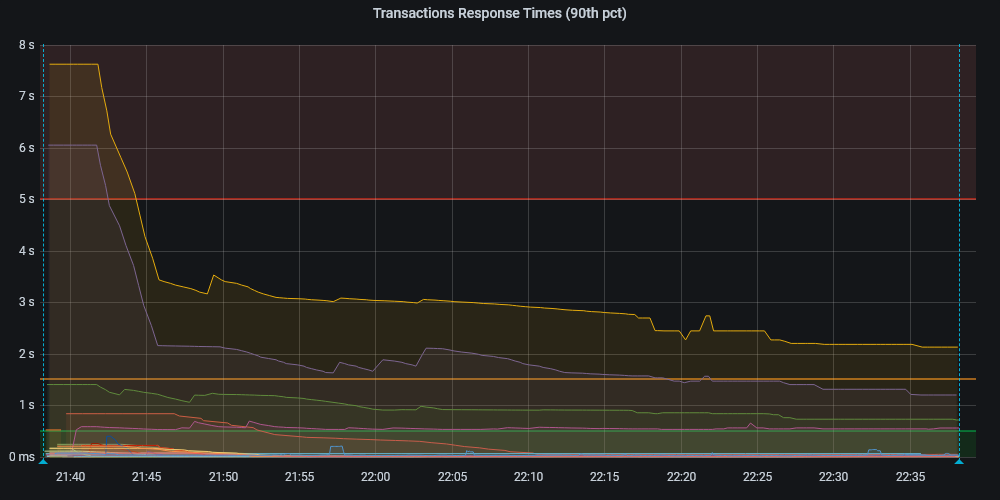 Transactions Response Times (90th pct)
8 s
7 s
6 s
5 s
4 s
3 s
2 s
1 s
0 ms
21:40 21:45 21:50 21:55 22:00 22:05 22:10 22:15 22:20 22:25 22:30 22:35